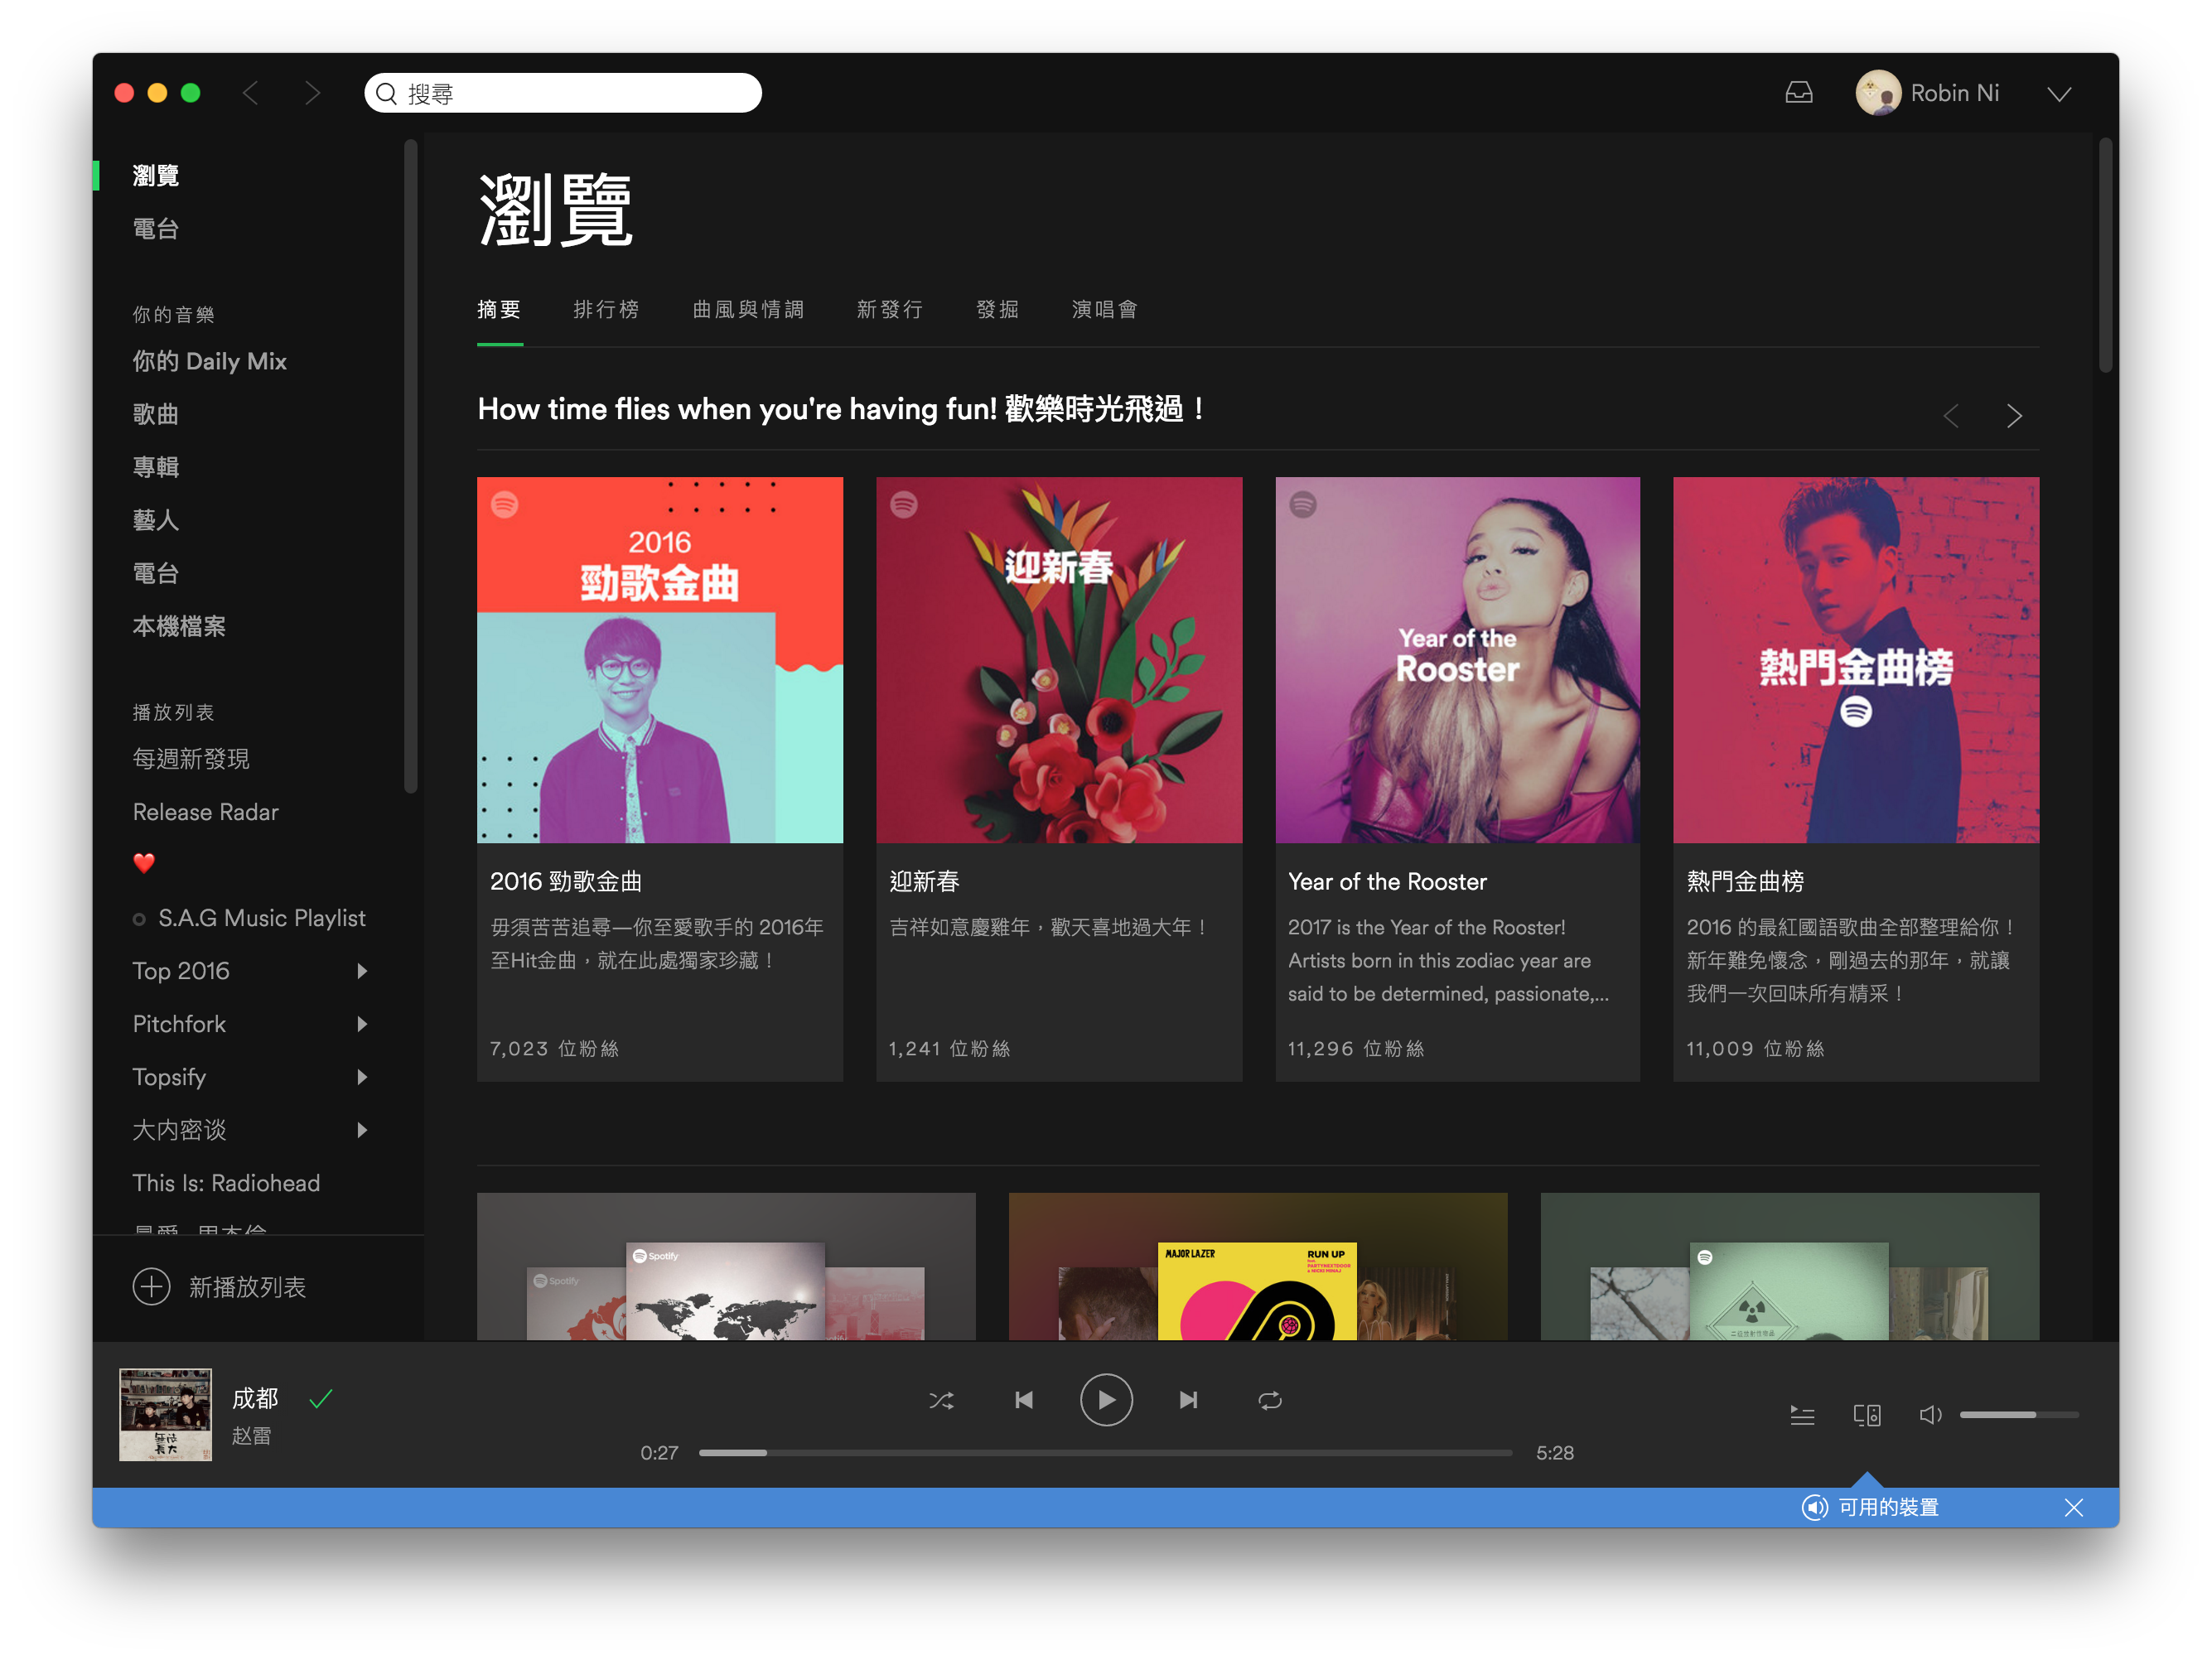 搜尋
Robin Ni
瀏覽
電台
你的音樂
你的 Daily Mix
歌曲
專輯
藝人
電台
本機檔案
播放列表
每週新發現
Release Radar
❤️
S.A.G Music Playlist
Top 2016
Pitchfork
Topsify
大内密谈
This Is: Radiohead
新播放列表
瀏覽
摘要
排行榜
曲風與情調
新發行
發掘
演唱會
How time flies when you're having fun! 歡樂時光飛過！
2016
勁歌金曲
2016 勁歌金曲
毋須苦苦追尋—你至愛歌手的 2016年
至Hit金曲，就在此處獨家珍藏！
7,023 位粉絲
迎新春
迎新春
吉祥如意慶雞年，歡天喜地過大年！
1,241 位粉絲
Year of the
Rooster
Year of the Rooster
2017 is the Year of the Rooster!
Artists born in this zodiac year are
said to be determined, passionate,...
11,296 位粉絲
熱門金曲榜
熱門金曲榜
2016 的最紅國語歌曲全部整理給你！
新年難免懷念，剛過去的那年，就讓
我們一次回味所有精采！
11,009 位粉絲
Spotify
Spotify
MAJOR LAZER
RUN UP
成都
赵雷
0:27
5:28
可用的裝置